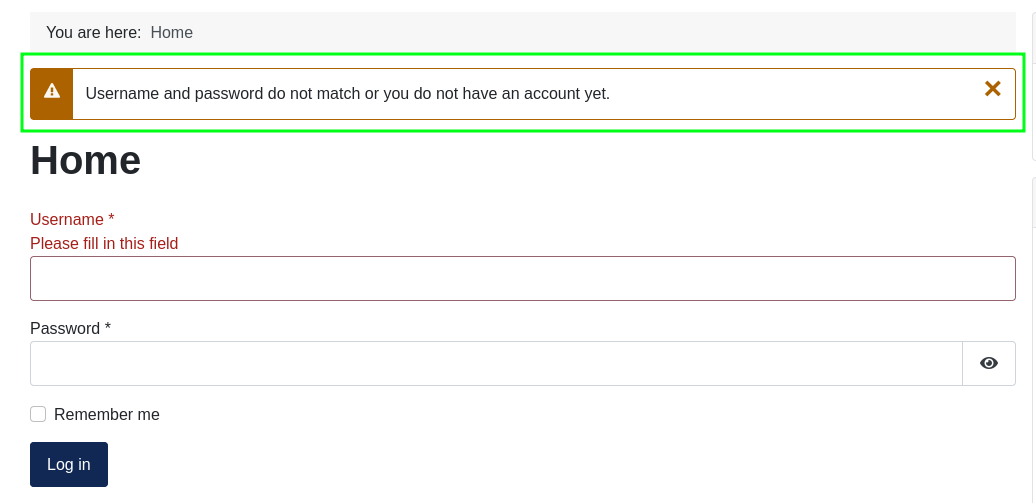 You are here: Home
Username and password do not match or you do not have an account yet.
Home
Username *
Please fill in this field
Password *
Remember me
Log in